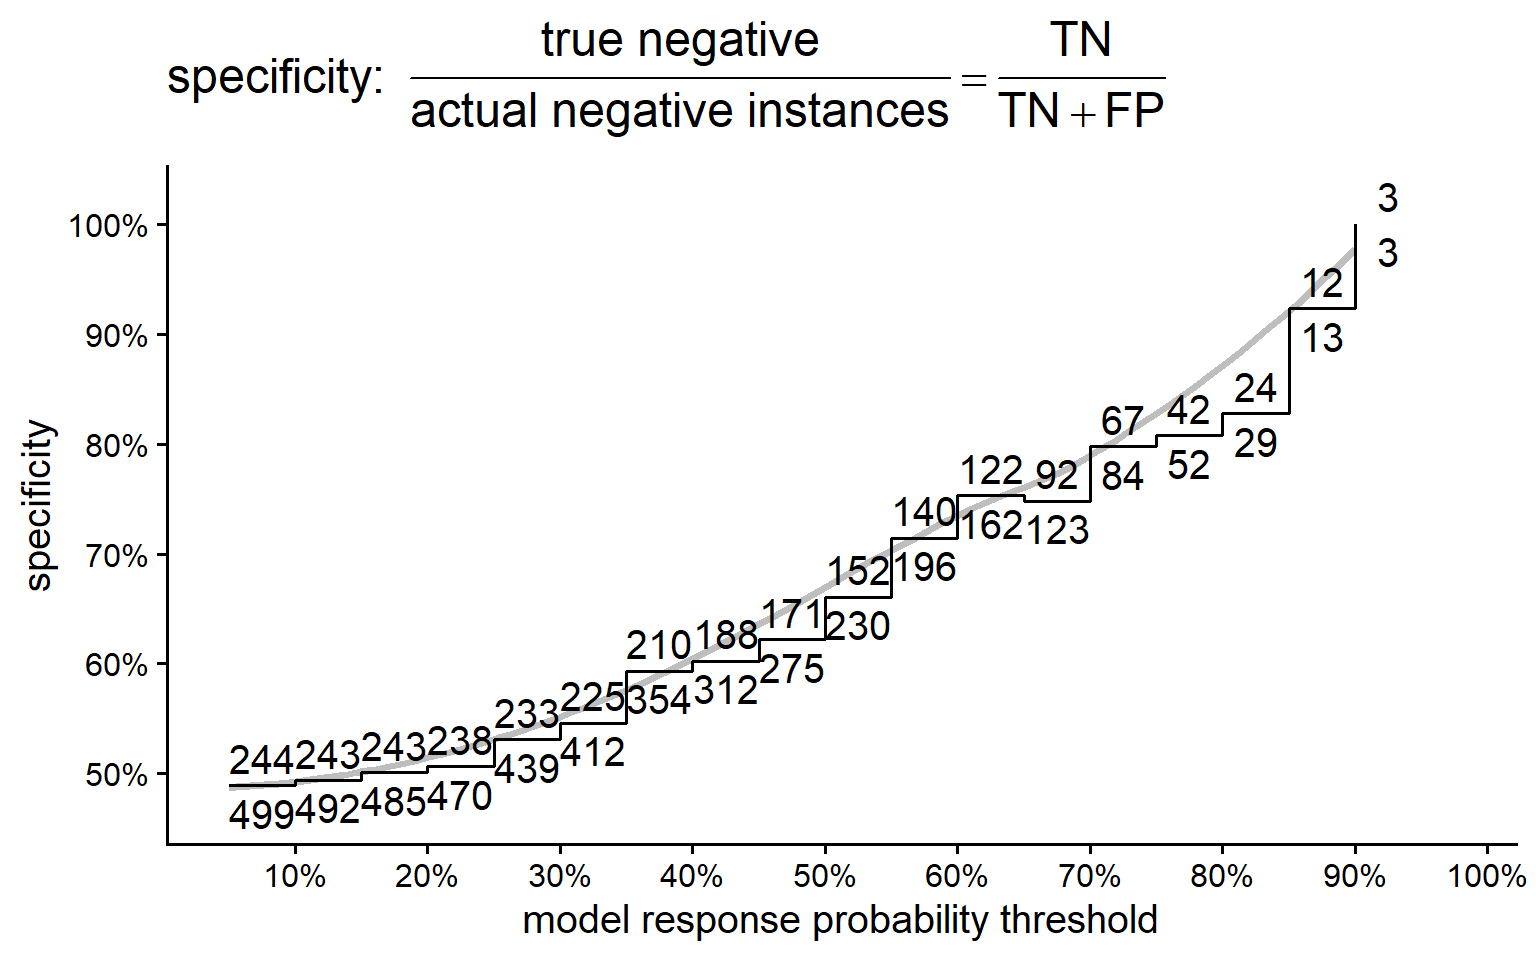 specificity: true negative / actual negative instances = TN / TN + FP
3
100%
3
12
90%
13
24
67 42
80%
29
122 92 84 52
140 162 123
70%
152 196
171 230
210 188
60%
275
225 354 312
233
244 243 243 238 412
50%
439
499 492 485 470
10% 20% 30% 40% 50% 60% 70% 80% 90% 100%
model response probability threshold
specificity